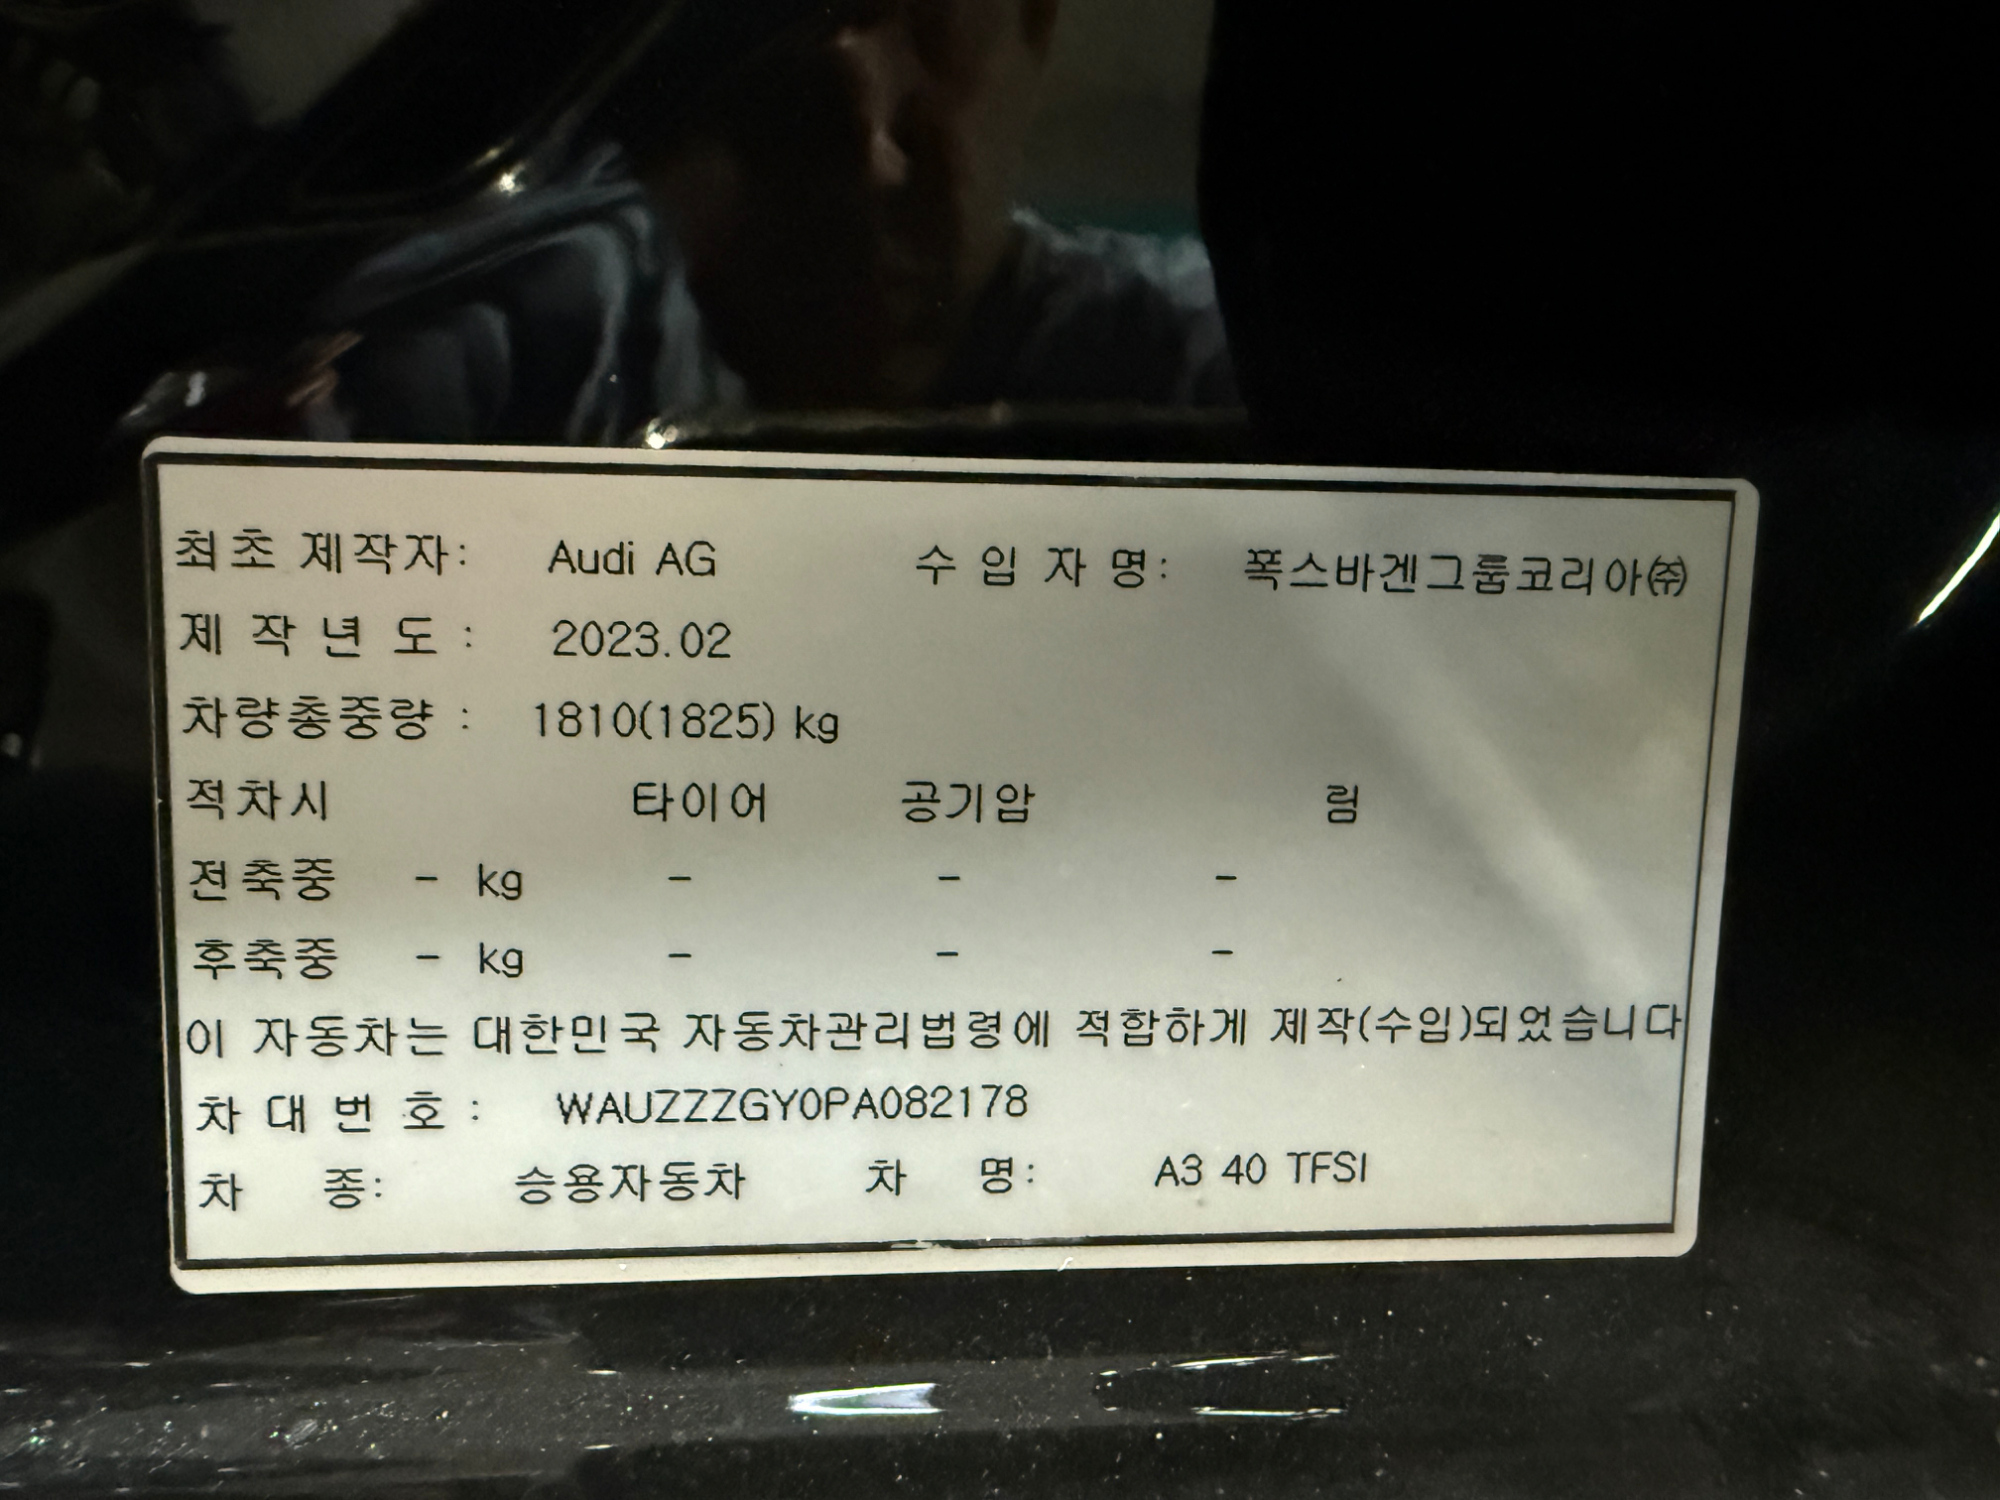 최초 제작자: Audi AG 수 입 자 명: 폭스바겐그룹코리아㈜
제 작 년 도 : 2023.02
차량총중량 : 1810(1825) kg
적차시 타이어 공기압 림
전축중 - kg - - -
후축중 - kg - - -
이 자동차는 대한민국 자동차관리법령에 적합하게 제작(수입)되었습니다
차 대 번 호 : WAUZZZGY0PA082178
차 종: 승용자동차 차 명: A3 40 TFSI